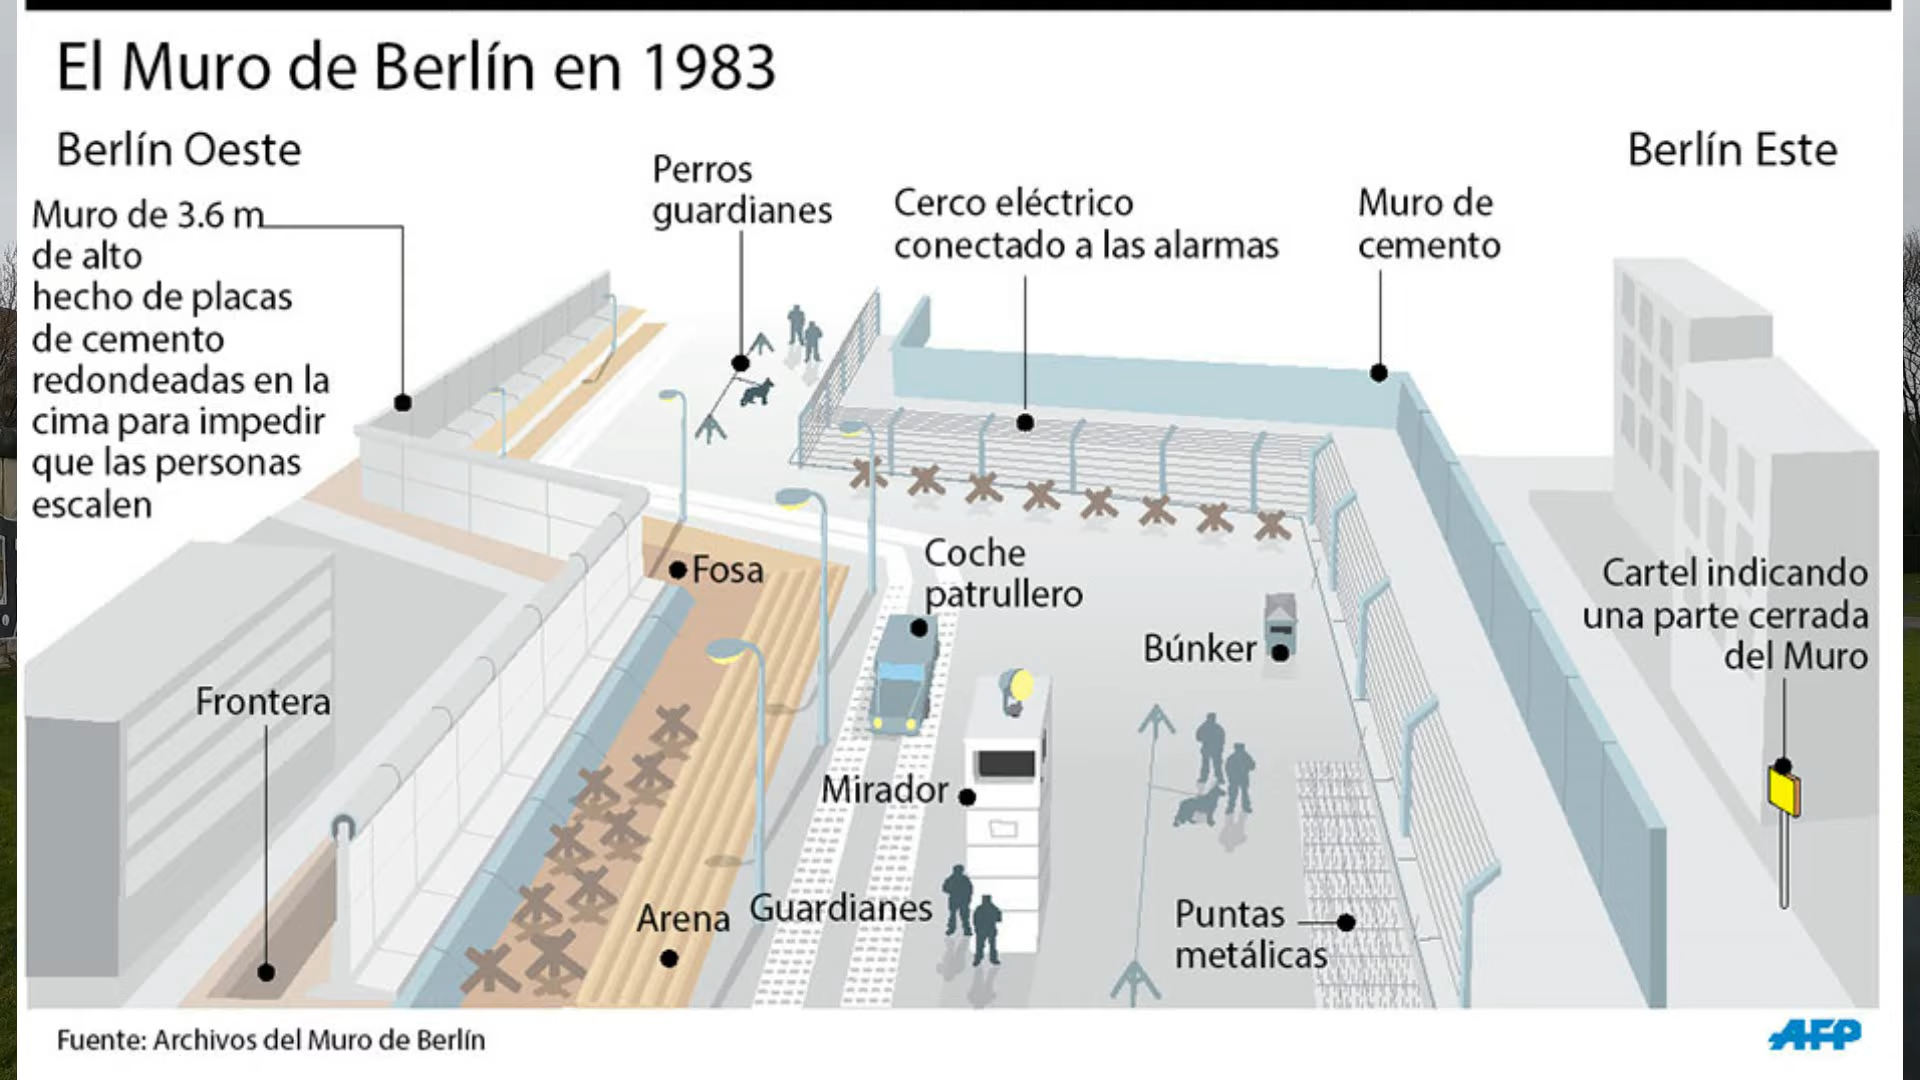 El Muro de Berlín en 1983
Berlín Oeste
Berlín Este
Muro de 3.6 m
de alto
hecho de placas
de cemento
redondeadas en la
cima para impedir
que las personas
escalen
Perros
guardianes
Cerco eléctrico
conectado a las alarmas
Muro de
cemento
Fosa
Coche
patrullero
Búnker
Cartel indicando
una parte cerrada
del Muro
Frontera
Mirador
Arena
Guardianes
Puntas
metálicas
Fuente: Archivos del Muro de Berlín
AFP